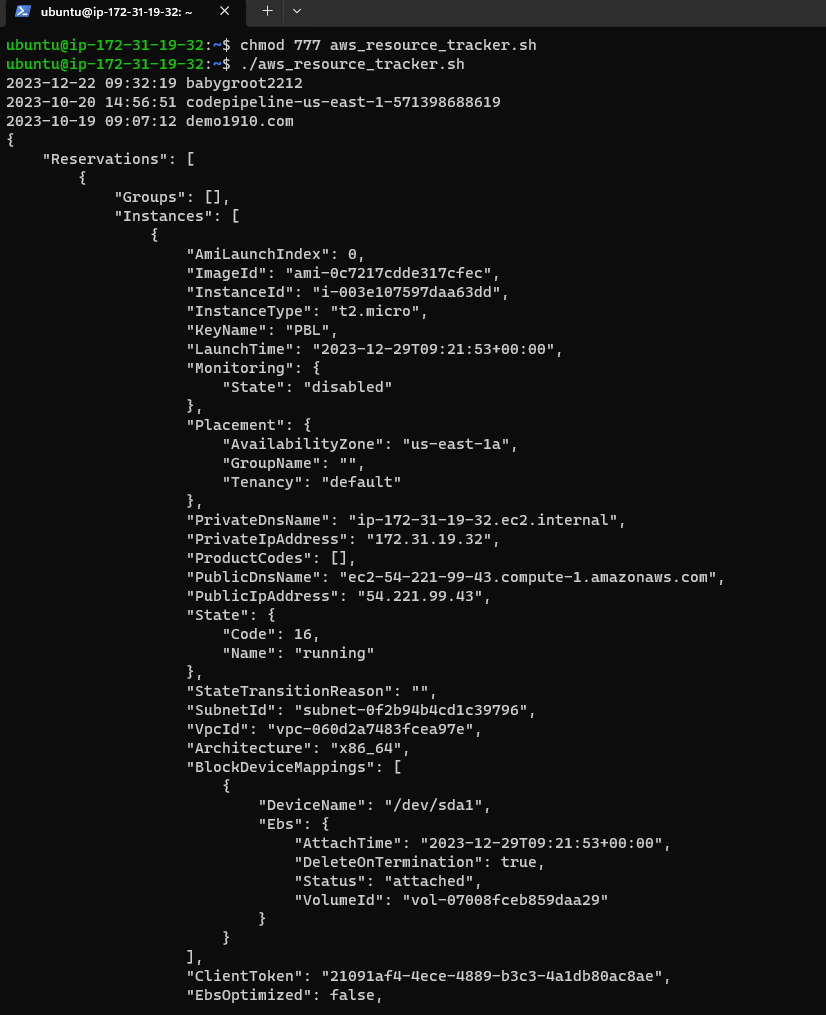 ubuntu@ip-172-31-19-32: ~
ubuntu@ip-172-31-19-32:~$ chmod 777 aws_resource_tracker.sh
ubuntu@ip-172-31-19-32:~$ ./aws_resource_tracker.sh
2023-12-22 09:32:19 babygroot2212
2023-10-20 14:56:51 codepipeline-us-east-1-571398688619
2023-10-19 09:07:12 demo1910.com
{
    "Reservations": [
        {
            "Groups": [],
            "Instances": [
                {
                    "AmiLaunchIndex": 0,
                    "ImageId": "ami-0c7217cdde317cfec",
                    "InstanceId": "i-003e107597daa63dd",
                    "InstanceType": "t2.micro",
                    "KeyName": "PBL",
                    "LaunchTime": "2023-12-29T09:21:53+00:00",
                    "Monitoring": {
                        "State": "disabled"
                    },
                    "Placement": {
                        "AvailabilityZone": "us-east-1a",
                        "GroupName": "",
                        "Tenancy": "default"
                    },
                    "PrivateDnsName": "ip-172-31-19-32.ec2.internal",
                    "PrivateIpAddress": "172.31.19.32",
                    "ProductCodes": [],
                    "PublicDnsName": "ec2-54-221-99-43.compute-1.amazonaws.com",
                    "PublicIpAddress": "54.221.99.43",
                    "State": {
                        "Code": 16,
                        "Name": "running"
                    },
                    "StateTransitionReason": "",
                    "SubnetId": "subnet-0f2b94b4cd1c39796",
                    "VpcId": "vpc-060d2a7483fcea97e",
                    "Architecture": "x86_64",
                    "BlockDeviceMappings": [
                        {
                            "DeviceName": "/dev/sda1",
                            "Ebs": {
                                "AttachTime": "2023-12-29T09:21:53+00:00",
                                "DeleteOnTermination": true,
                                "Status": "attached",
                                "VolumeId": "vol-07008fceb859daa29"
                            }
                        }
                    ],
                    "ClientToken": "21091af4-4ece-4889-b3c3-4a1db80ac8ae",
                    "EbsOptimized": false,